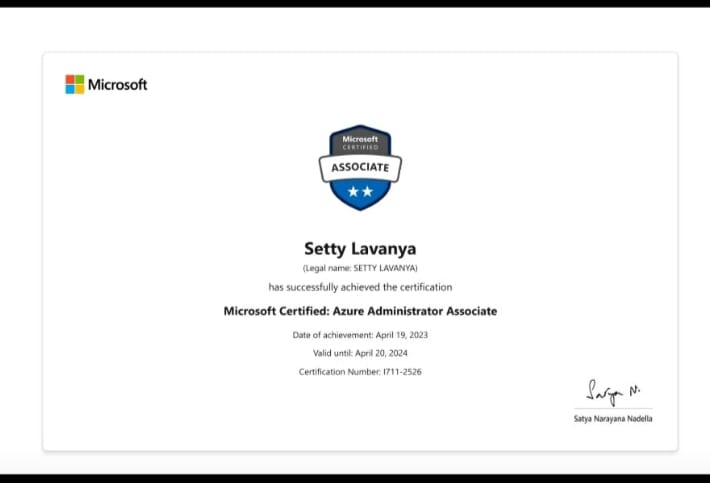 Microsoft
Microsoft
CERTIFIED
ASSOCIATE
Setty Lavanya
(Legal name: SETTY LAVANYA)
has successfully achieved the certification
Microsoft Certified: Azure Administrator Associate
Date of achievement: April 19, 2023
Valid until: April 20, 2024
Certification Number: I711-2526
Satya N.
Satya Narayana Nadella